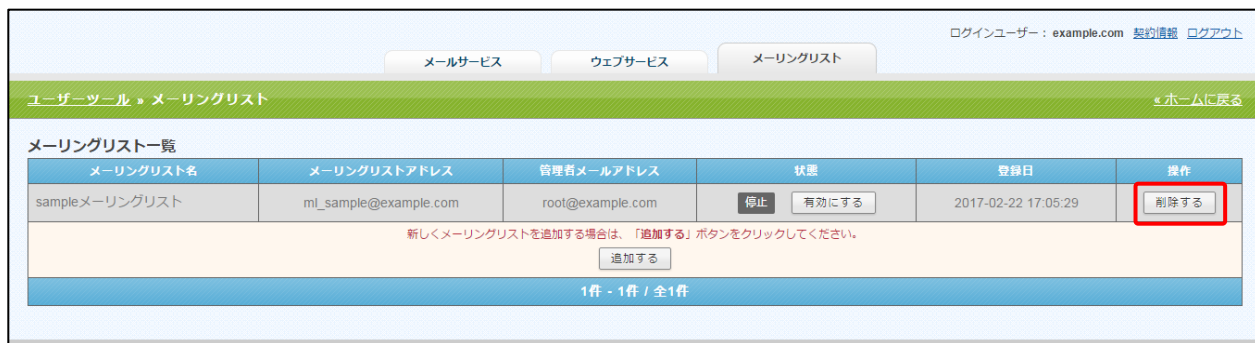 ログインユーザー： example.com 契約情報 ログアウト
メールサービス ウェブサービス メーリングリスト
ユーザーツール » メーリングリスト «ホームに戻る
メーリングリスト一覧
メーリングリスト名 メーリングリストアドレス 管理者メールアドレス 状態 登録日 操作
sampleメーリングリスト ml_sample@example.com root@example.com 停止 有効にする 2017-02-22 17:05:29 削除する
新しくメーリングリストを追加する場合は、「追加する」ボタンをクリックしてください。
追加する
1件 - 1件 / 全1件